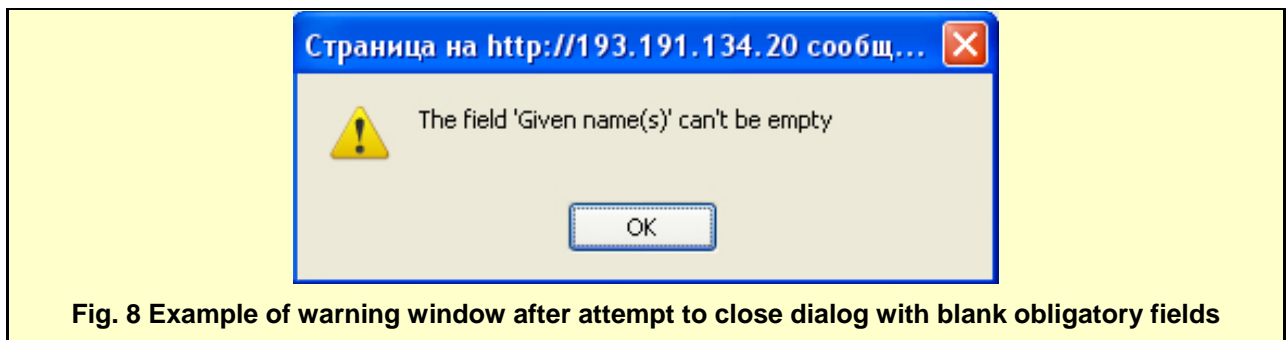 Страница на http://193.191.134.20 сообщ...
The field 'Given name(s)' can't be empty
OK
Fig. 8 Example of warning window after attempt to close dialog with blank obligatory fields